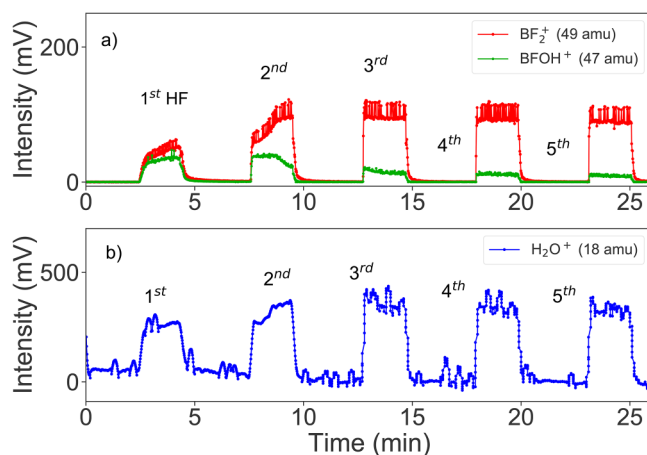 a)
BF₂⁺ (49 amu)
BFOH⁺ (47 amu)
Intensity (mV)
200
0
1ˢᵗ HF
2ⁿᵈ
3ʳᵈ
4ᵗʰ
5ᵗʰ
0 5 10 15 20 25
b)
H₂O⁺ (18 amu)
Intensity (mV)
500
0
1ˢᵗ
2ⁿᵈ
3ʳᵈ
4ᵗʰ
5ᵗʰ
0 5 10 15 20 25
Time (min)